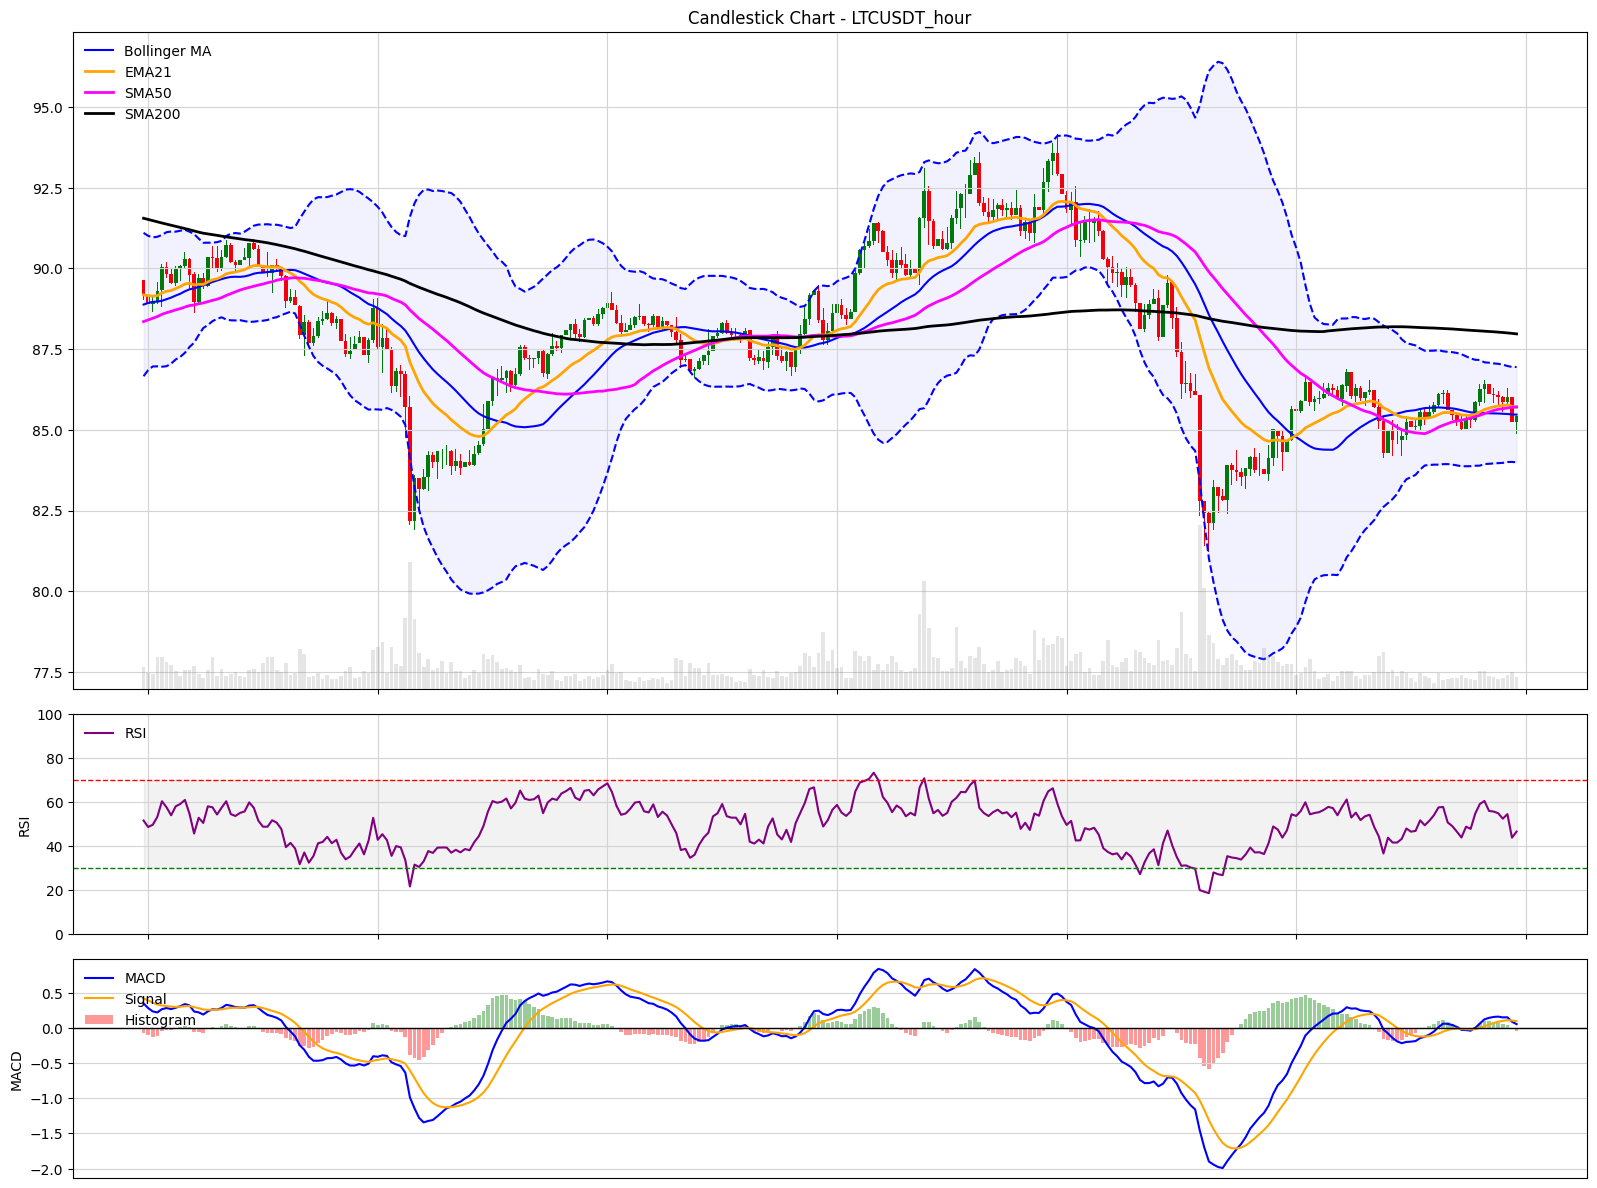 Candlestick Chart - LTCUSDT_hour
Bollinger MA
EMA21
SMA50
SMA200
95.0
92.5
90.0
87.5
85.0
82.5
80.0
77.5
RSI
100
80
60
40
20
0
RSI
MACD
Signal
Histogram
0.5
0.0
−0.5
−1.0
−1.5
−2.0
MACD